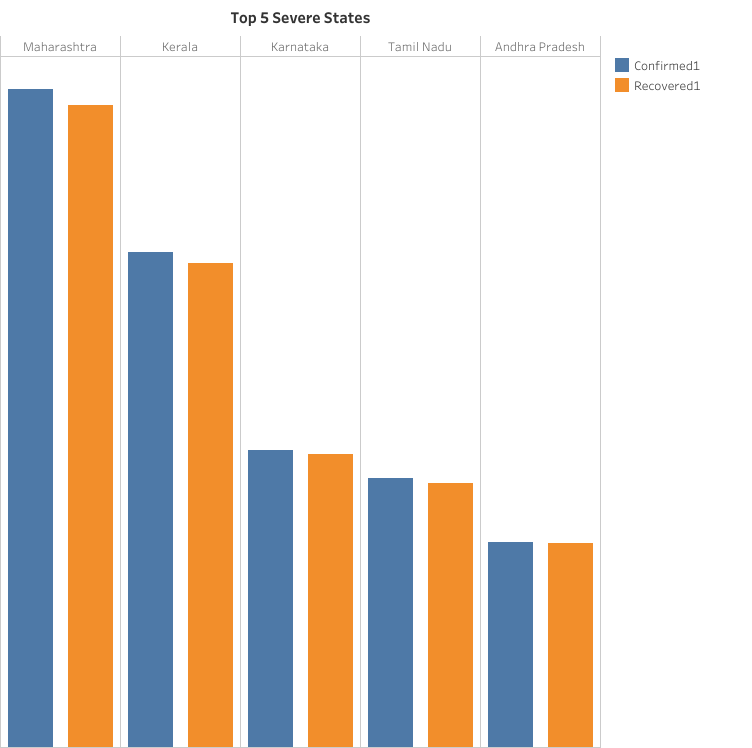 Top 5 Severe States
Maharashtra
Kerala
Karnataka
Tamil Nadu
Andhra Pradesh
Confirmed1
Recovered1